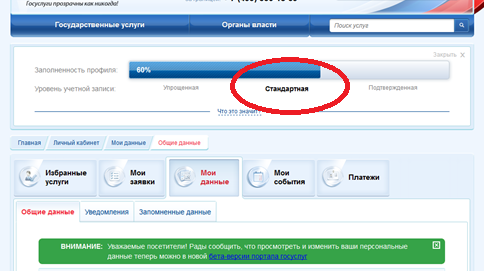 Госуслуги прозрачны как никогда!
Государственные услуги
Органы власти
Поиск услуг
Закрыть X
Заполненность профиля:
60%
Уровень учетной записи:
Упрощенная
Стандартная
Подтвержденная
Что это значит?
Главная
Личный кабинет
Мои данные
Общие данные
Избранные
услуги
Мои
заявки
Мои
данные
Мои
события
Платежи
Общие данные
Уведомления
Запомненные данные
ВНИМАНИЕ: Уважаемые посетители! Рады сообщить, что просмотреть и изменить ваши персональные
данные теперь можно в новой бета-версии портала госуслуг